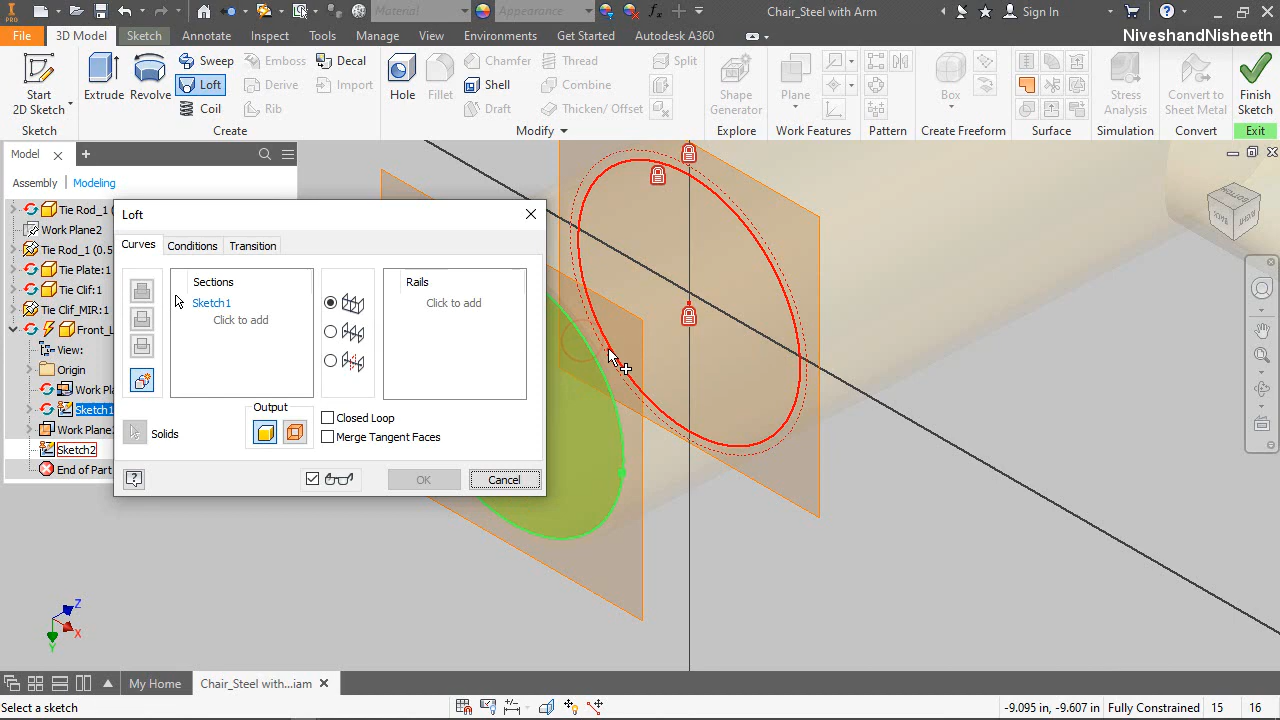 Material
Appearance
Chair_Steel with Arm
Sign In
PRO
File
3D Model
Sketch
Annotate
Inspect
Tools
Manage
View
Environments
Get Started
Autodesk A360
NiveshandNisheeth
Start
2D Sketch
Extrude
Revolve
Sweep
Loft
Coil
Emboss
Derive
Rib
Decal
Import
Hole
Fillet
Chamfer
Shell
Draft
Thread
Combine
Thicken/ Offset
Split
Shape
Generator
Plane
Box
Stress
Analysis
Convert to
Sheet Metal
Finish
Sketch
Sketch
Create
Modify
Explore
Work Features
Pattern
Create Freeform
Surface
Simulation
Convert
Exit
Model
Assembly
Modeling
Tie Rod_1 (
Work Plane2
Tie Rod_1 (0.5
Tie Plate:1
Tie Clif:1
Tie Clif_MIR:1
Front_L
View:
Origin
Work Pla
Sketch1
Work Plane
Sketch2
End of Part
Loft
Curves
Conditions
Transition
Sections
Sketch1
Click to add
Rails
Click to add
Solids
Output
Closed Loop
Merge Tangent Faces
OK
Cancel
Z
X
Y
My Home
Chair_Steel with...iam
Select a sketch
-9.095 in, -9.607 in
Fully Constrained
15
16